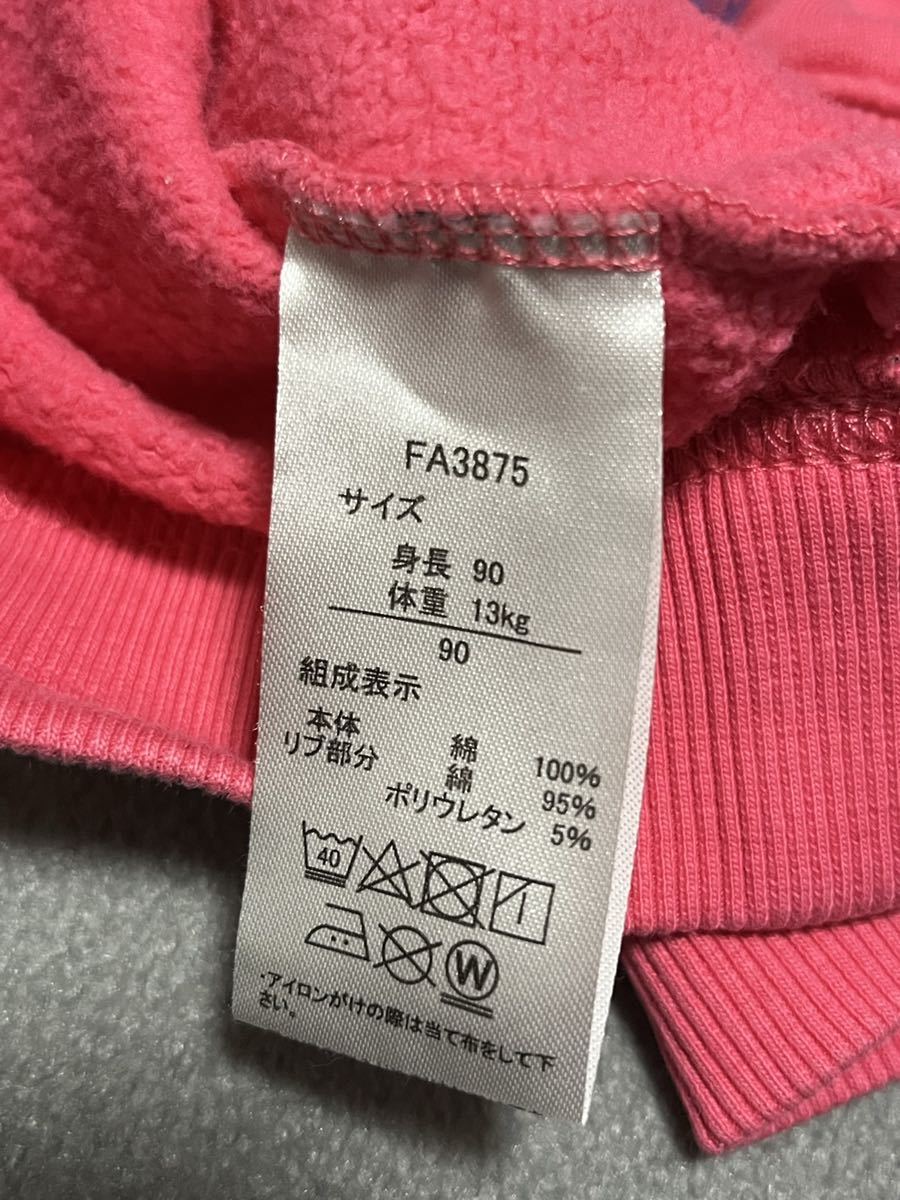 FA3875
サイズ
身長 90
体重 13kg
90
組成表示
本体 綿 100%
リブ部分 綿 95%
ポリウレタン 5%
40
W
・アイロンがけの際は当て布をして下
さい。